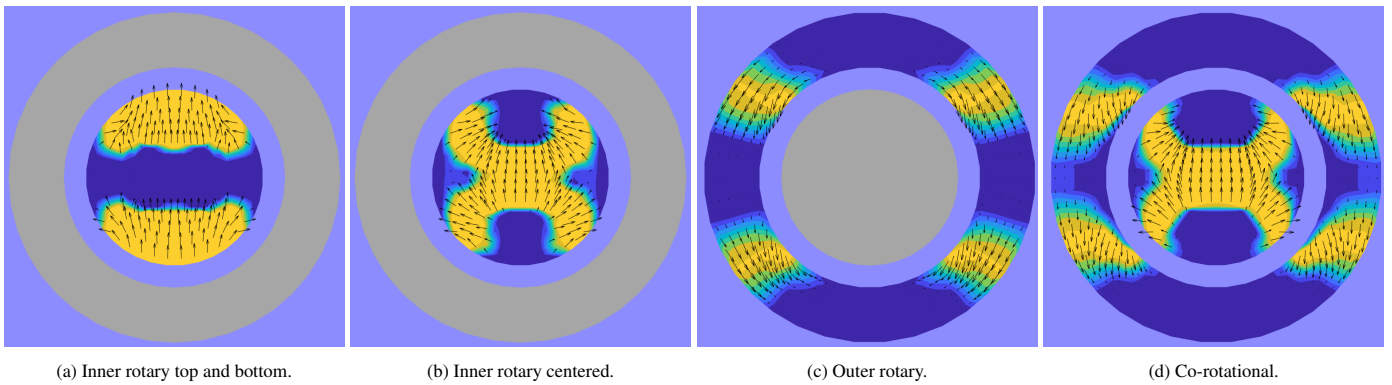 (a) Inner rotary top and bottom.
(b) Inner rotary centered.
(c) Outer rotary.
(d) Co-rotational.